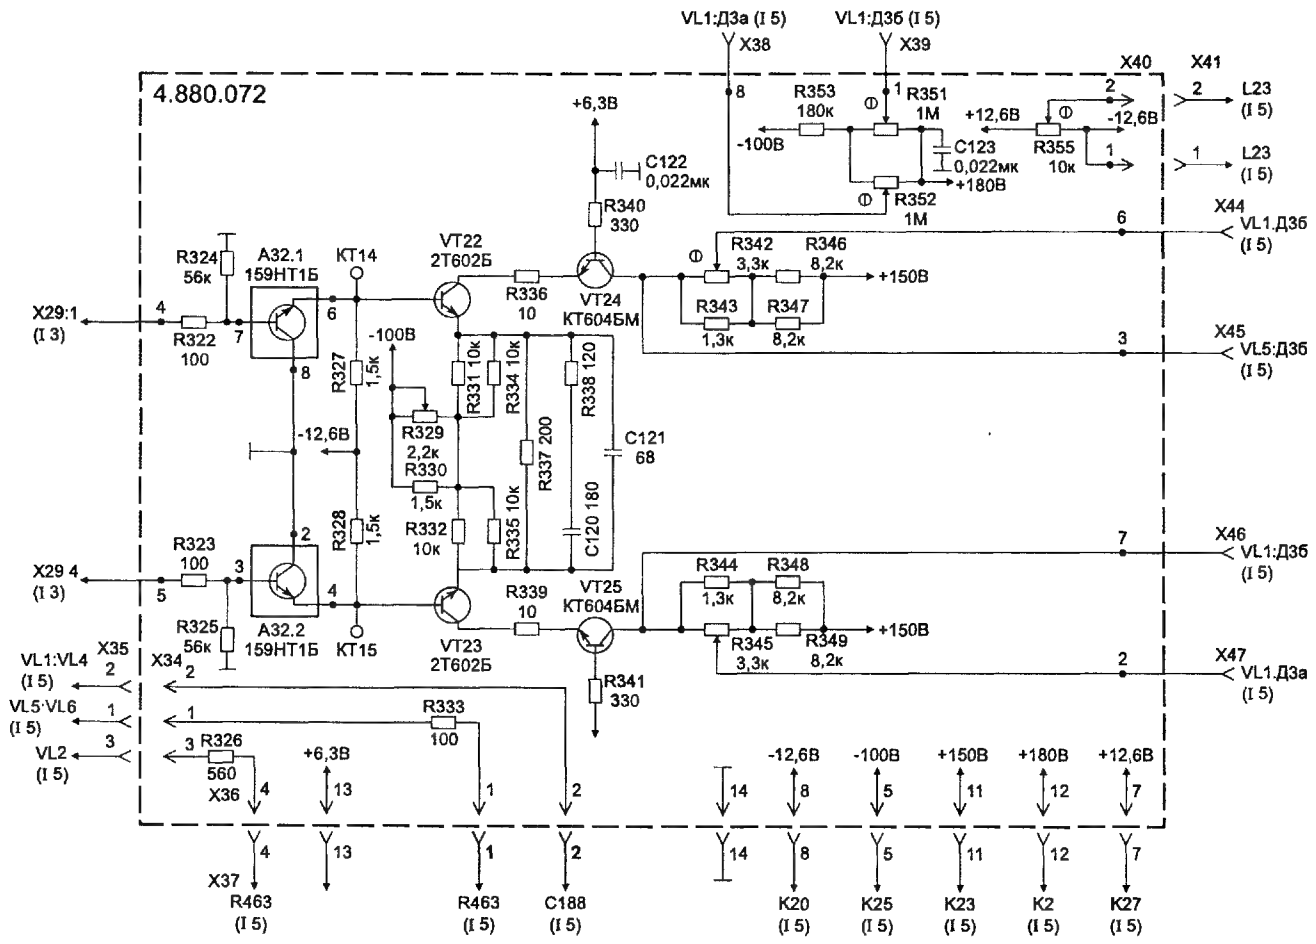 VL1:Д3а (I 5)
VL1:Д3б (I 5)
X38
X39
X40
X41
4.880.072
+6,3В
8
R353
180к
1
R351
1М
2
2
L23
(I 5)
-100В
+12,6В
-12,6В
C123
0,022мк
R355
10к
1
1
L23
(I 5)
+180В
R352
1М
C122
0,022мк
R340
330
6
X44
VL1.Д3б
(I 5)
R324
56к
А32.1
159НТ1Б
КТ14
VT22
2Т602Б
R336
10
VT24
КТ604БМ
R342
3,3к
R346
8,2к
+150В
R343
1,3к
R347
8,2к
X29:1
(I 3)
4
R322
100
7
6
8
3
X45
VL5:Д3б
(I 5)
-100В
R327
1,5к
R331 10к
R334 10к
R338 120
R329
2,2к
R330
1,5к
-12,6В
R337 200
C121
68
R328
1,5к
R332
10к
R335 10к
C120 180
2
R323
100
3
X29 4
(I 3)
5
4
R325
56к
А32.2
159НТ1Б
КТ15
VT23
2Т602Б
R339
10
VT25
КТ604БМ
7
X46
VL1:Д3б
(I 5)
R344
1,3к
R348
8,2к
+150В
R345
3,3к
R349
8,2к
R341
330
2
X47
VL1.Д3а
(I 5)
X35
X34
VL1:VL4
(I 5)
2
2
VL5·VL6
(I 5)
1
1
R333
100
VL2
(I 5)
3
3
R326
560
+6,3В
-12,6В
-100В
+150В
+180В
+12,6В
X36
4
13
1
2
14
8
5
11
12
7
X37
4
13
1
2
14
8
5
11
12
7
R463
(I 5)
R463
(I 5)
C188
(I 5)
K20
(I 5)
K25
(I 5)
K23
(I 5)
K2
(I 5)
K27
(I 5)